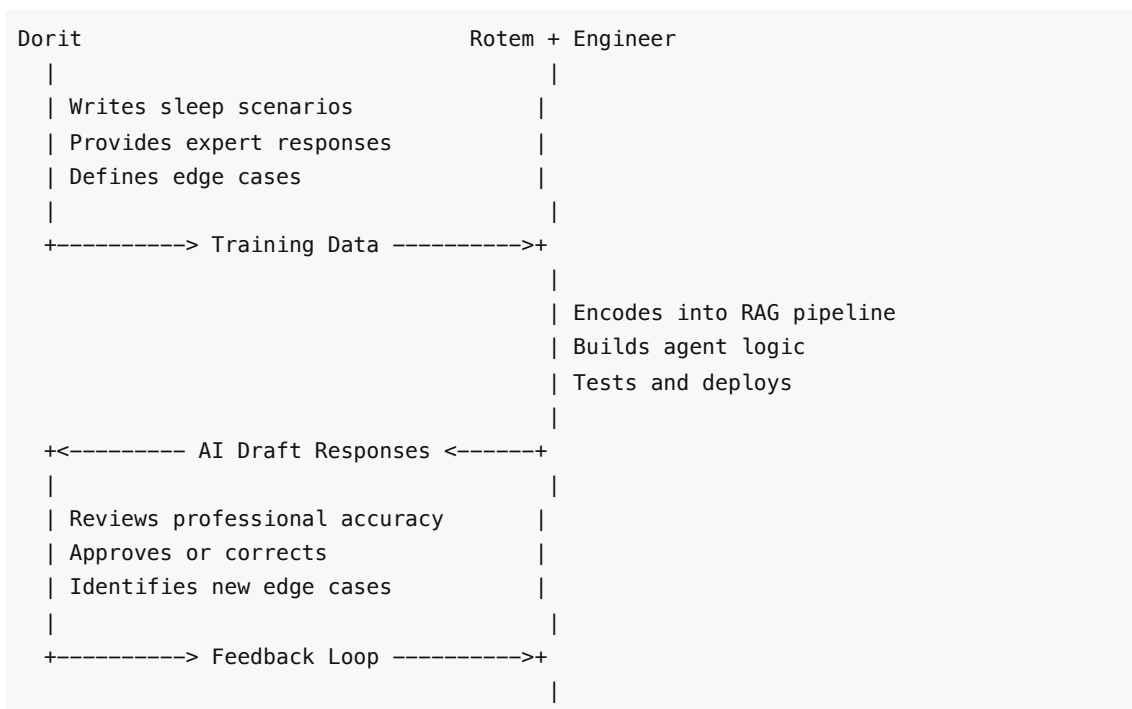 Dorit                              Rotem + Engineer
  |                                       |
  | Writes sleep scenarios               |
  | Provides expert responses            |
  | Defines edge cases                   |
  |                                       |
  +----------> Training Data ---------->+
                                          |
                                          | Encodes into RAG pipeline
                                          | Builds agent logic
                                          | Tests and deploys
                                          |
  +<--------- AI Draft Responses <------+
  |                                       |
  | Reviews professional accuracy        |
  | Approves or corrects                 |
  | Identifies new edge cases            |
  |                                       |
  +----------> Feedback Loop ---------->+
                                          |